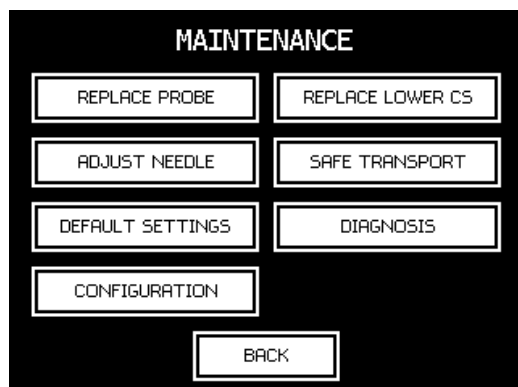 MAINTENANCE
REPLACE PROBE
REPLACE LOWER CS
ADJUST NEEDLE
SAFE TRANSPORT
DEFAULT SETTINGS
DIAGNOSIS
CONFIGURATION
BACK